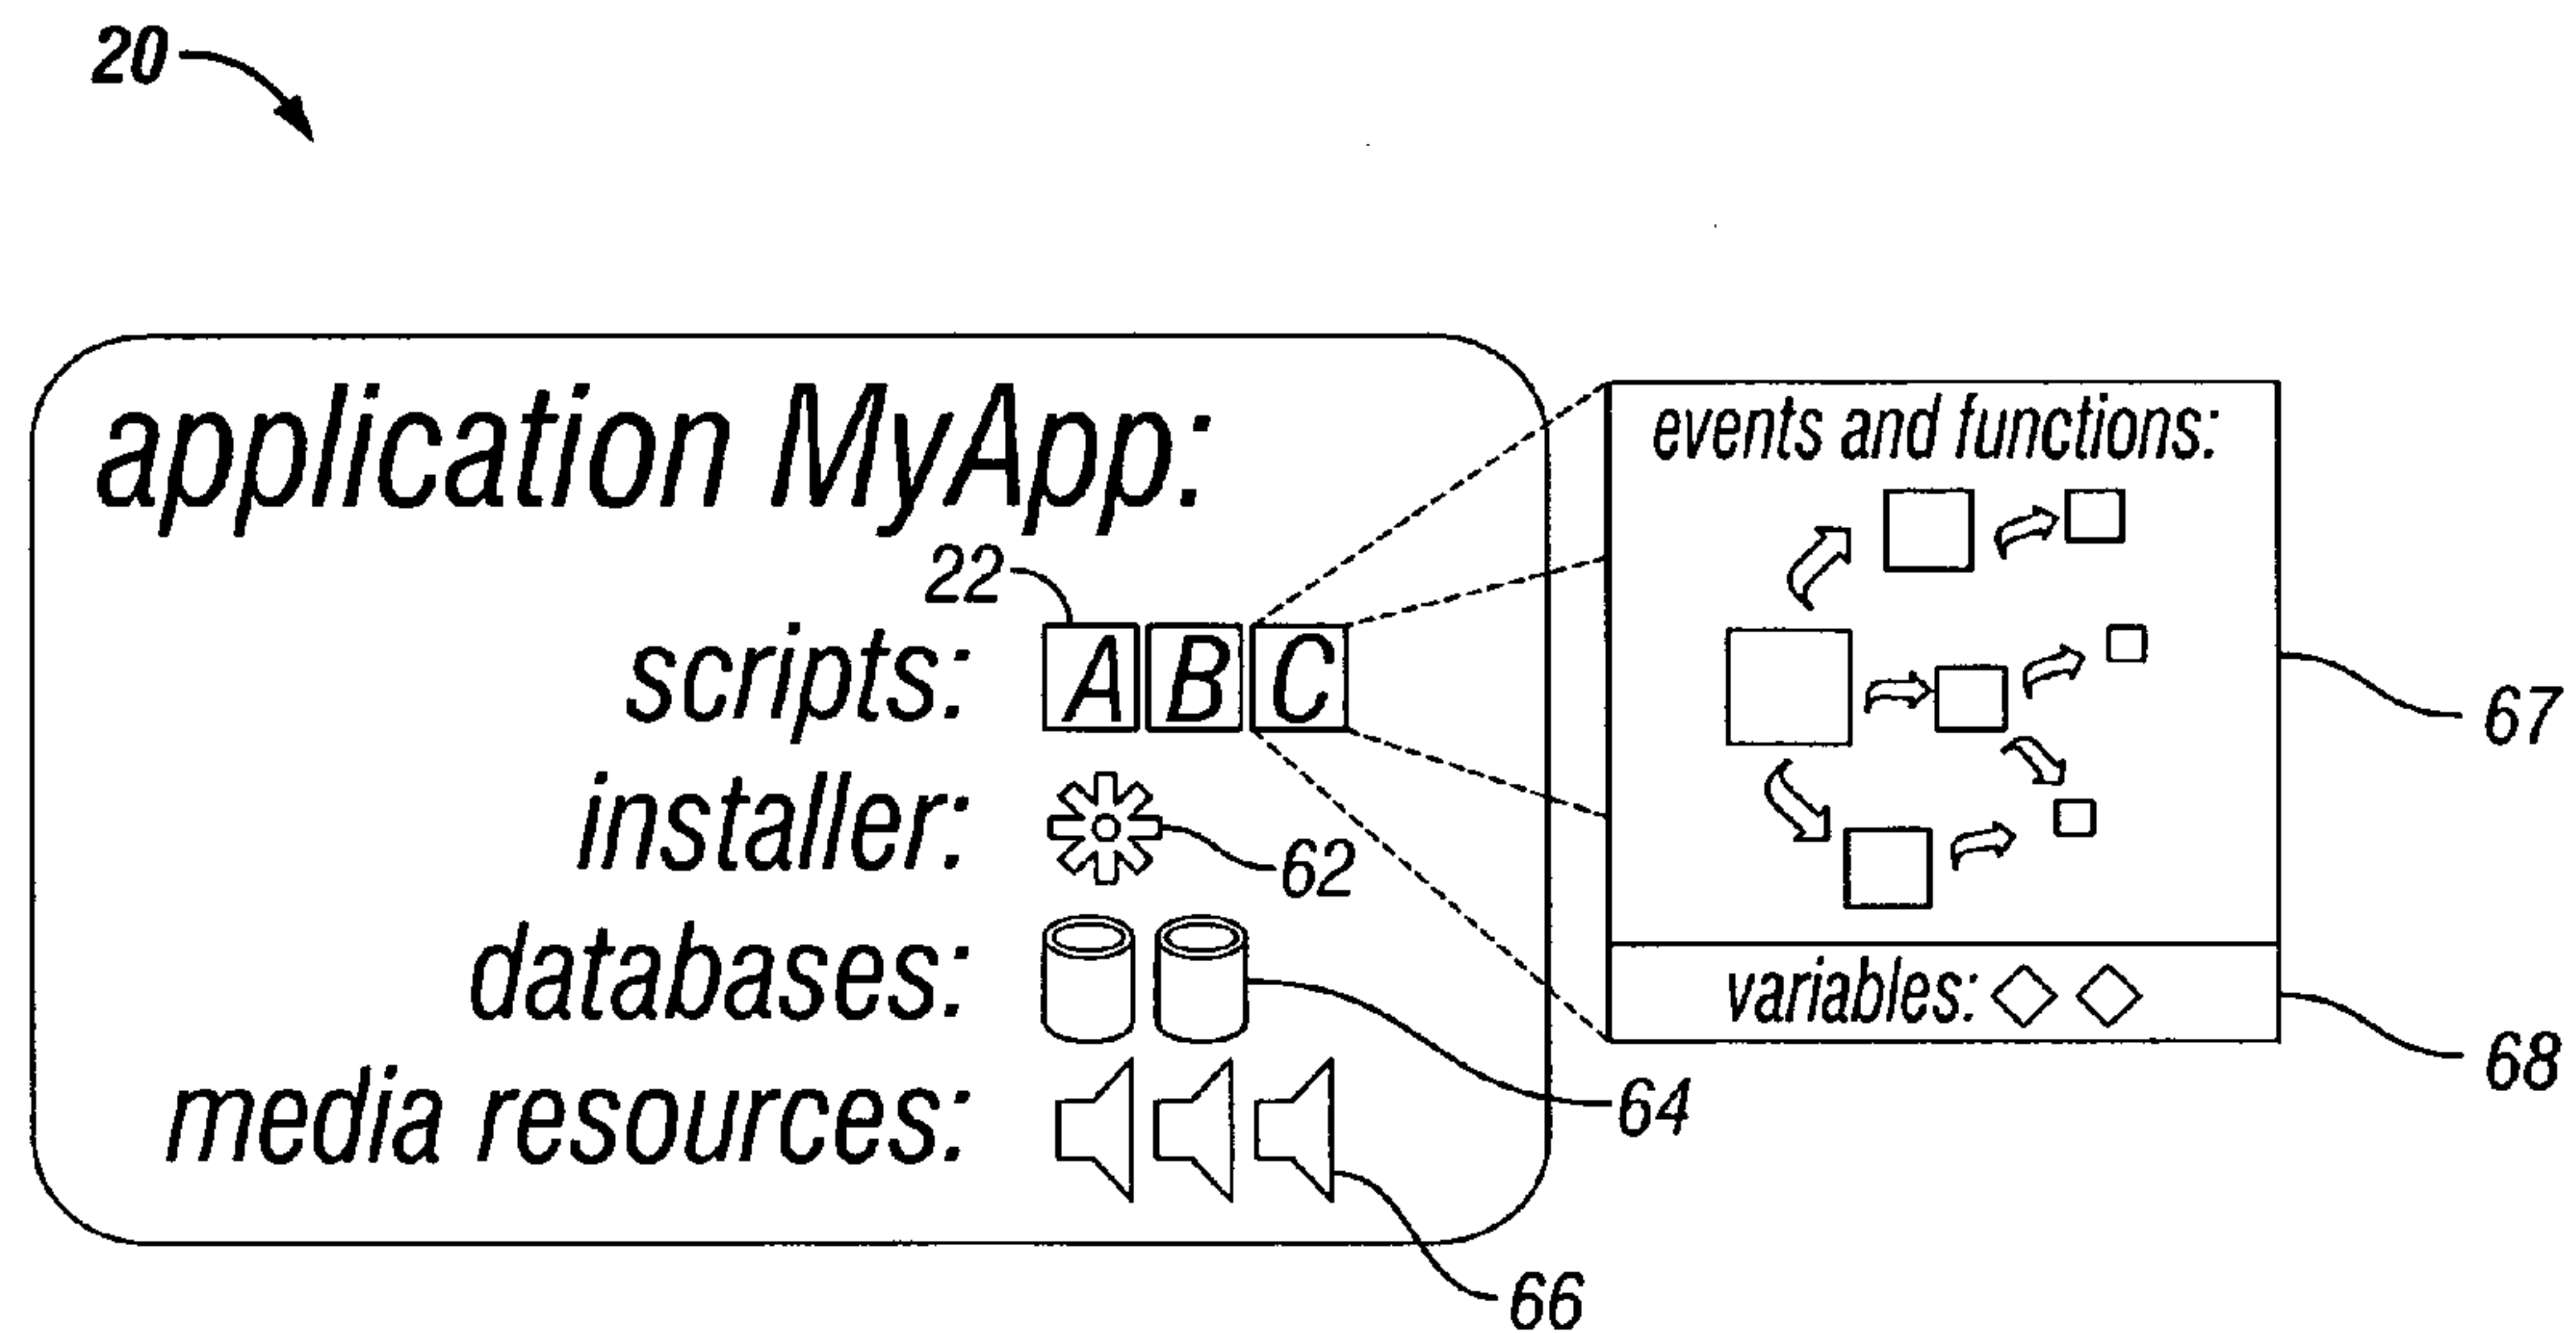 20
application MyApp:
22
scripts: A B C
installer:
62
databases:
64
media resources:
66
events and functions:
67
variables:
68